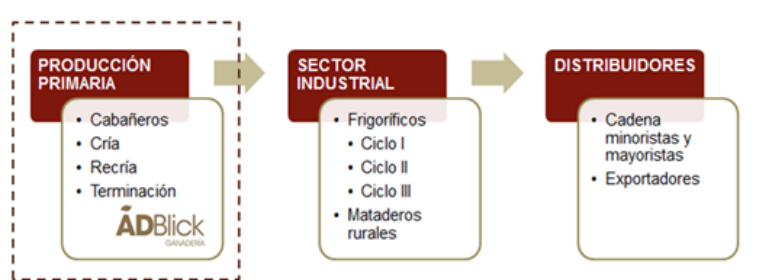 PRODUCCIÓN
PRIMARIA
• Cabañeros
• Cría
• Recría
• Terminación
ADBlick
GANADERÍA
SECTOR
INDUSTRIAL
• Frigoríficos
• Ciclo I
• Ciclo II
• Ciclo III
• Mataderos
rurales
DISTRIBUIDORES
• Cadena
minoristas y
mayoristas
• Exportadores